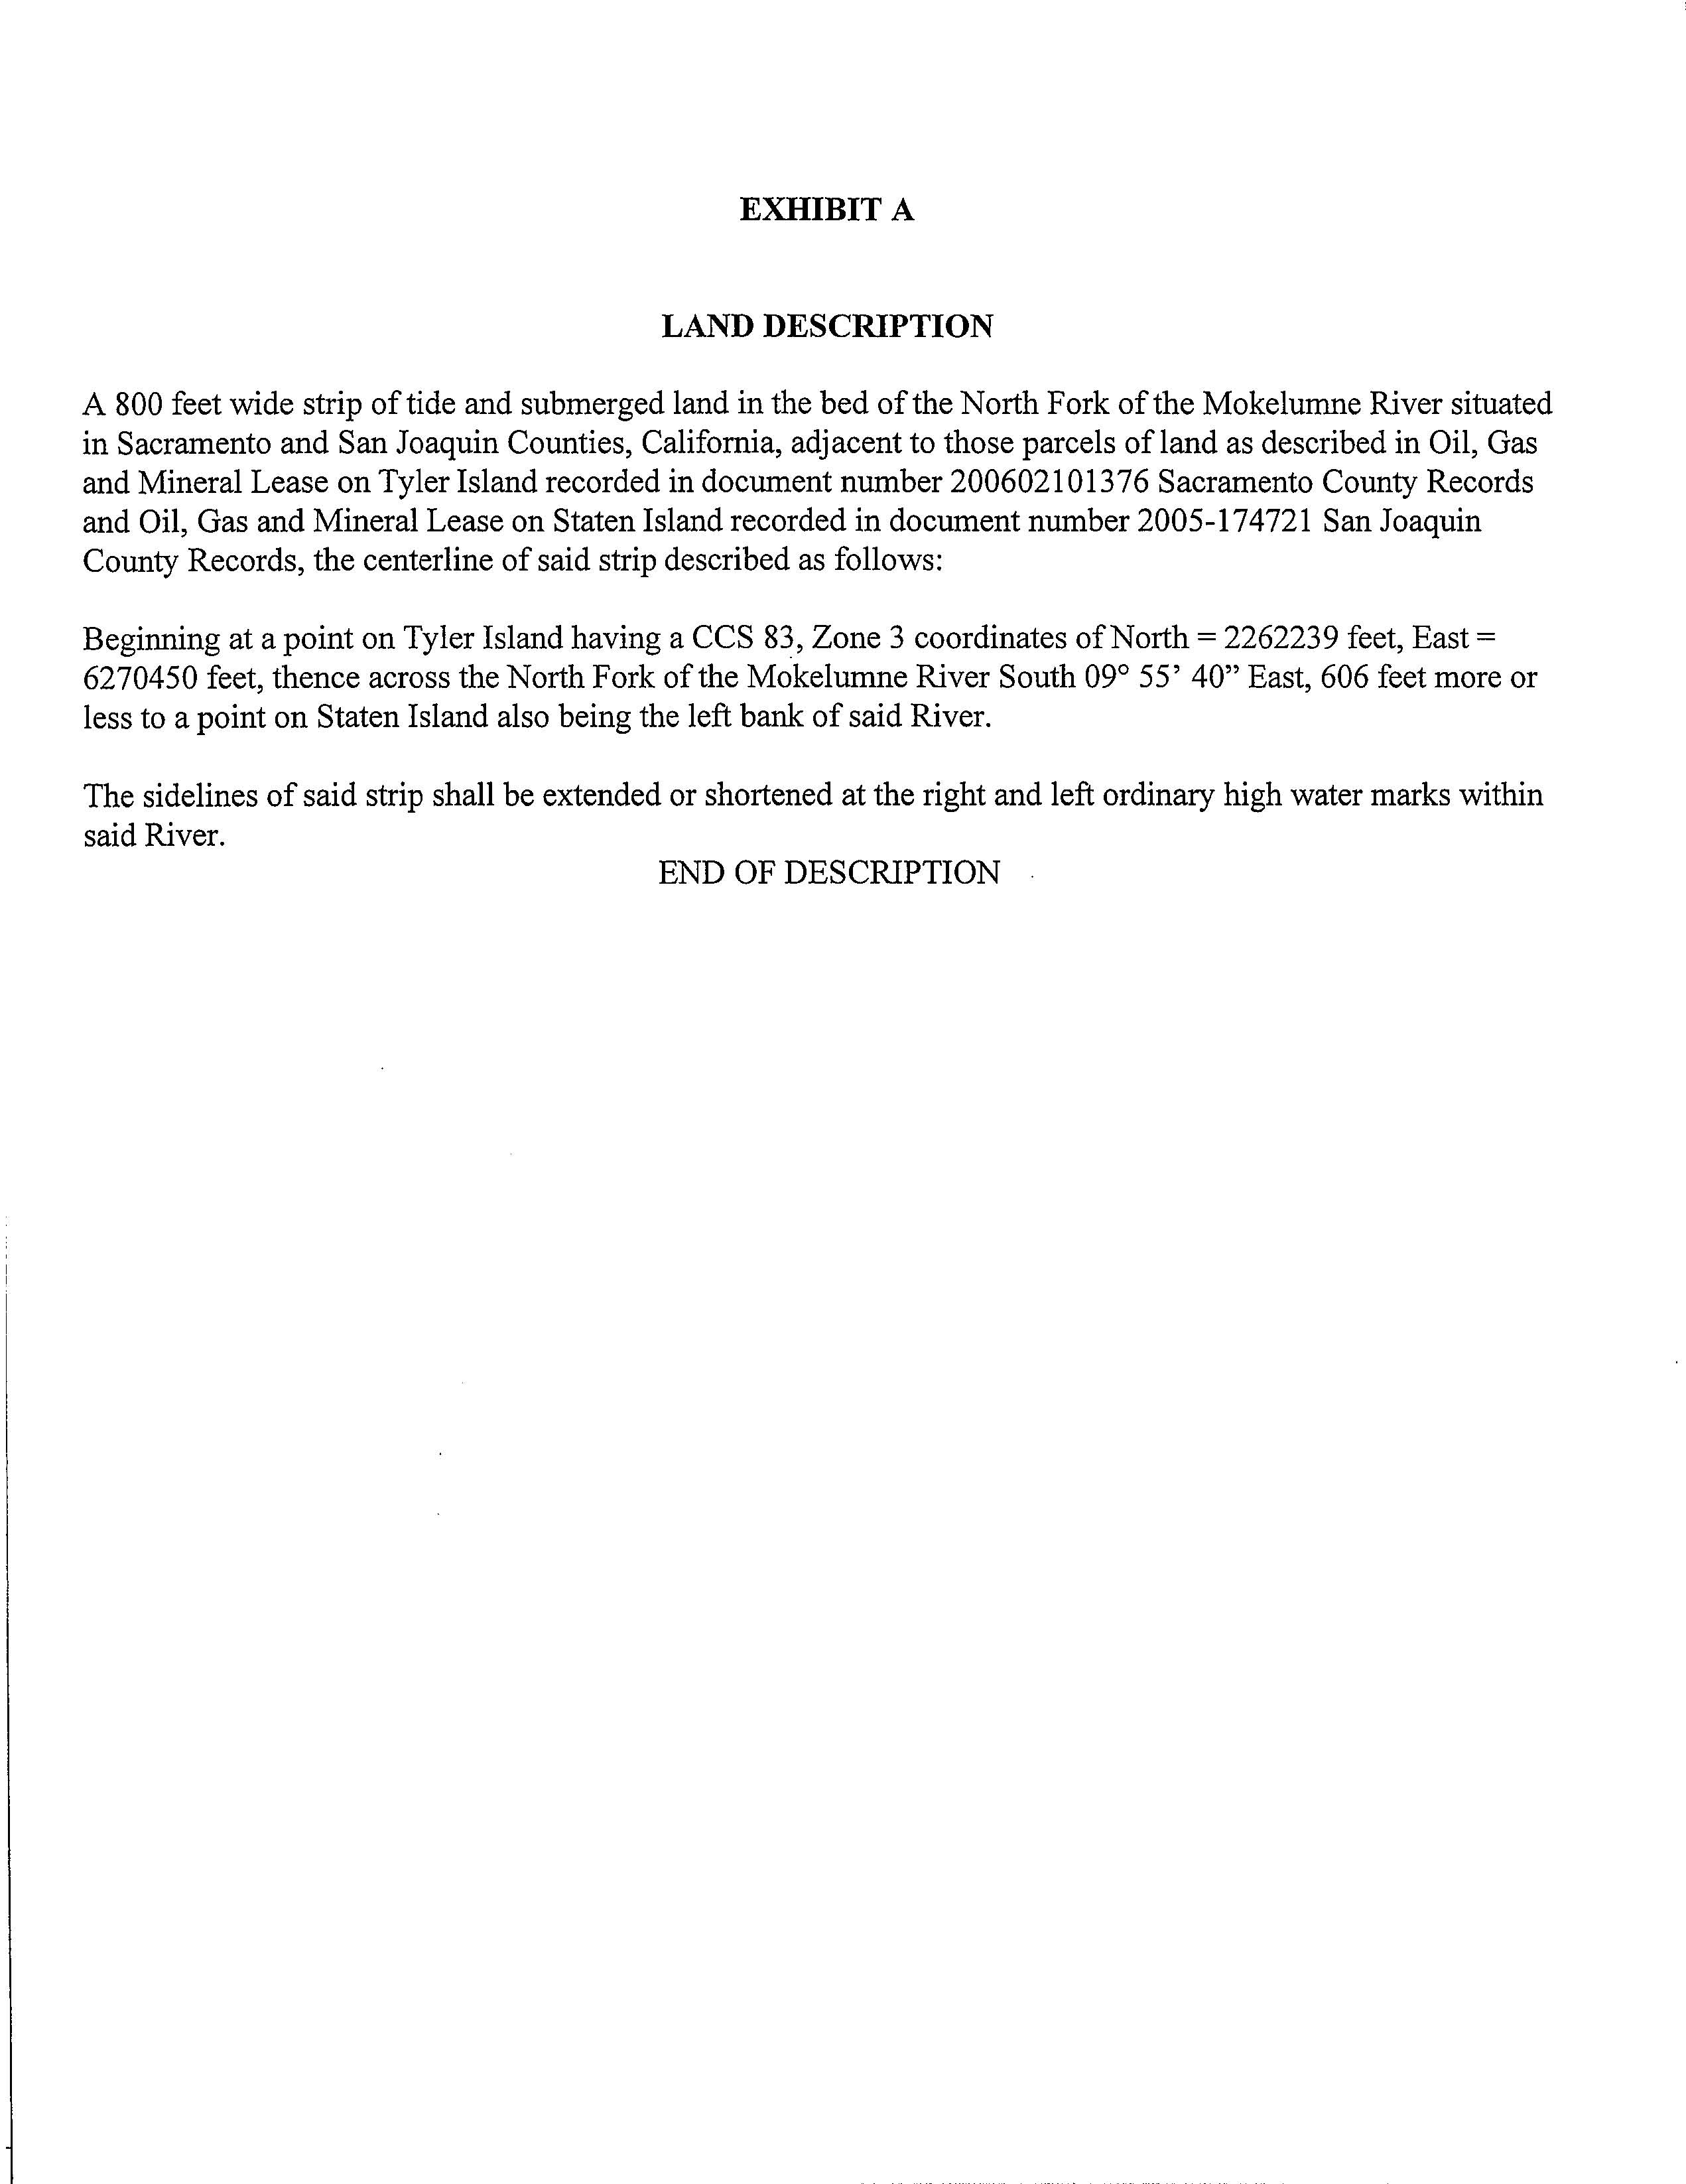 EXHIBIT A
LAND DESCRIPTION
A 800 feet wide strip of tide and submerged land in the bed of the North Fork of the Mokelumne River situated
in Sacramento and San Joaquin Counties, California, adjacent to those parcels of land as described in Oil, Gas
and Mineral Lease on Tyler Island recorded in document number 200602101376 Sacramento County Records
and Oil, Gas and Mineral Lease on Staten Island recorded in document number 2005-174721 San Joaquin
County Records, the centerline of said strip described as follows:
Beginning at a point on Tyler Island having a CCS 83, Zone 3 coordinates of North = 2262239 feet, East =
6270450 feet, thence across the North Fork of the Mokelumne River South 09° 55’ 40” East, 606 feet more or
less to a point on Staten Island also being the left bank of said River.
The sidelines of said strip shall be extended or shortened at the right and left ordinary high water marks within
said River.
END OF DESCRIPTION